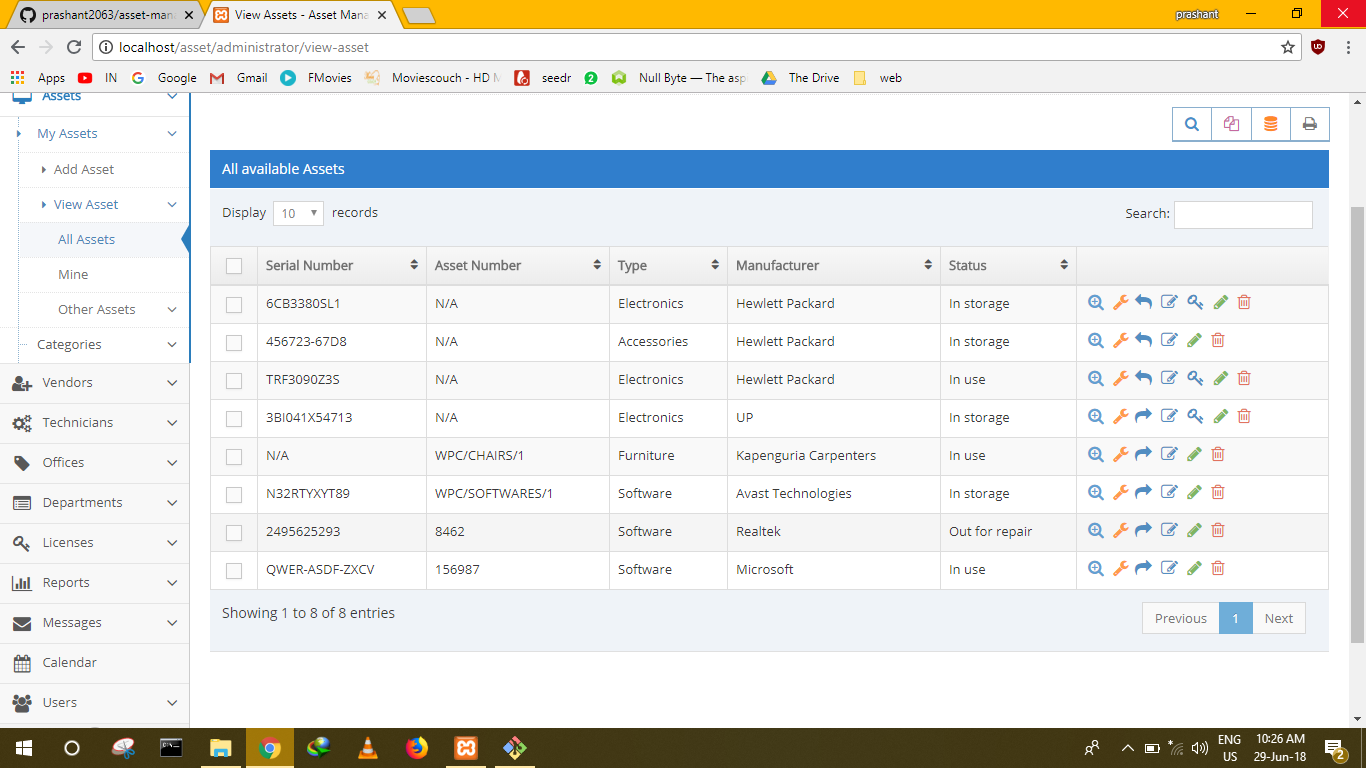 prashant2063/asset-mana
View Assets - Asset Mana
prashant
localhost/asset/administrator/view-asset
Apps IN Google Gmail FMovies Moviescouch - HD M seedr 2 Null Byte — The asp The Drive web
Assets
My Assets
Add Asset
View Asset
All Assets
Mine
Other Assets
Categories
Vendors
Technicians
Offices
Departments
Licenses
Reports
Messages
Calendar
Users
All available Assets
Display 10 records
Search:
Serial Number Asset Number Type Manufacturer Status
6CB3380SL1 N/A Electronics Hewlett Packard In storage
456723-67D8 N/A Accessories Hewlett Packard In storage
TRF3090Z3S N/A Electronics Hewlett Packard In use
3BI041X54713 N/A Electronics UP In storage
N/A WPC/CHAIRS/1 Furniture Kapenguria Carpenters In use
N32RTYXYT89 WPC/SOFTWARES/1 Software Avast Technologies In storage
2495625293 8462 Software Realtek Out for repair
QWER-ASDF-ZXCV 156987 Software Microsoft In use
Showing 1 to 8 of 8 entries
Previous 1 Next
ENG 10:26 AM
US 29-Jun-18 2